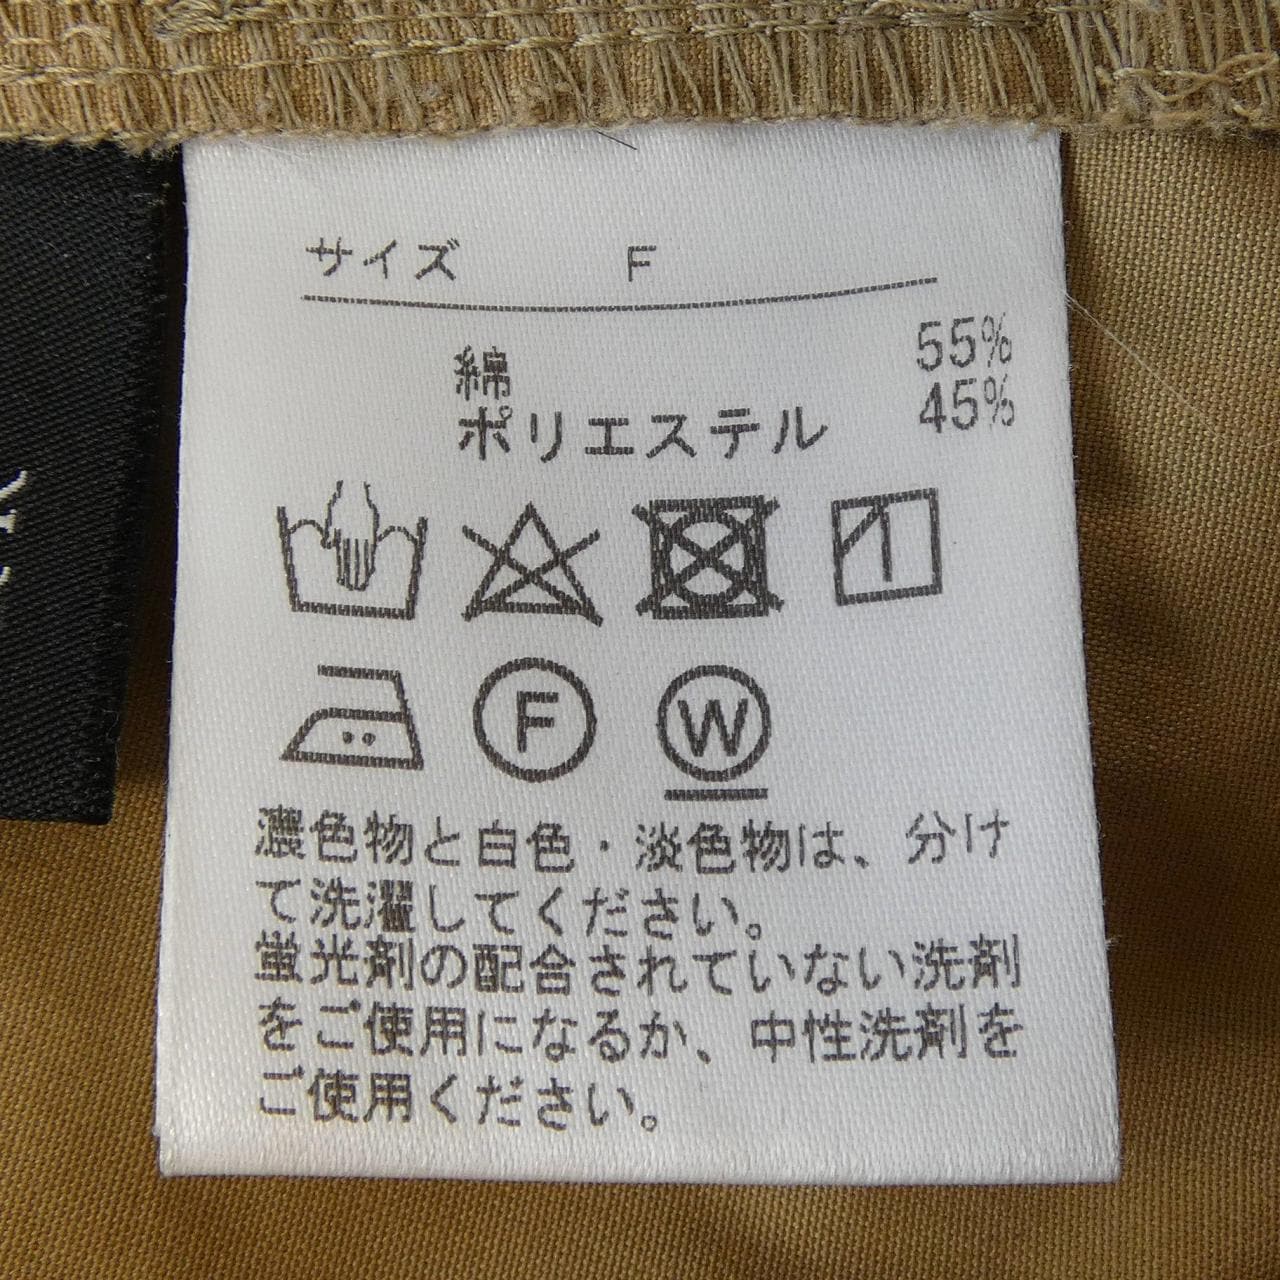 サイズ F
綿 55%
ポリエステル 45%
F W
濃色物と白色・淡色物は、分け
て洗濯してください。
蛍光剤の配合されていない洗剤
をご使用になるか、中性洗剤を
ご使用ください。